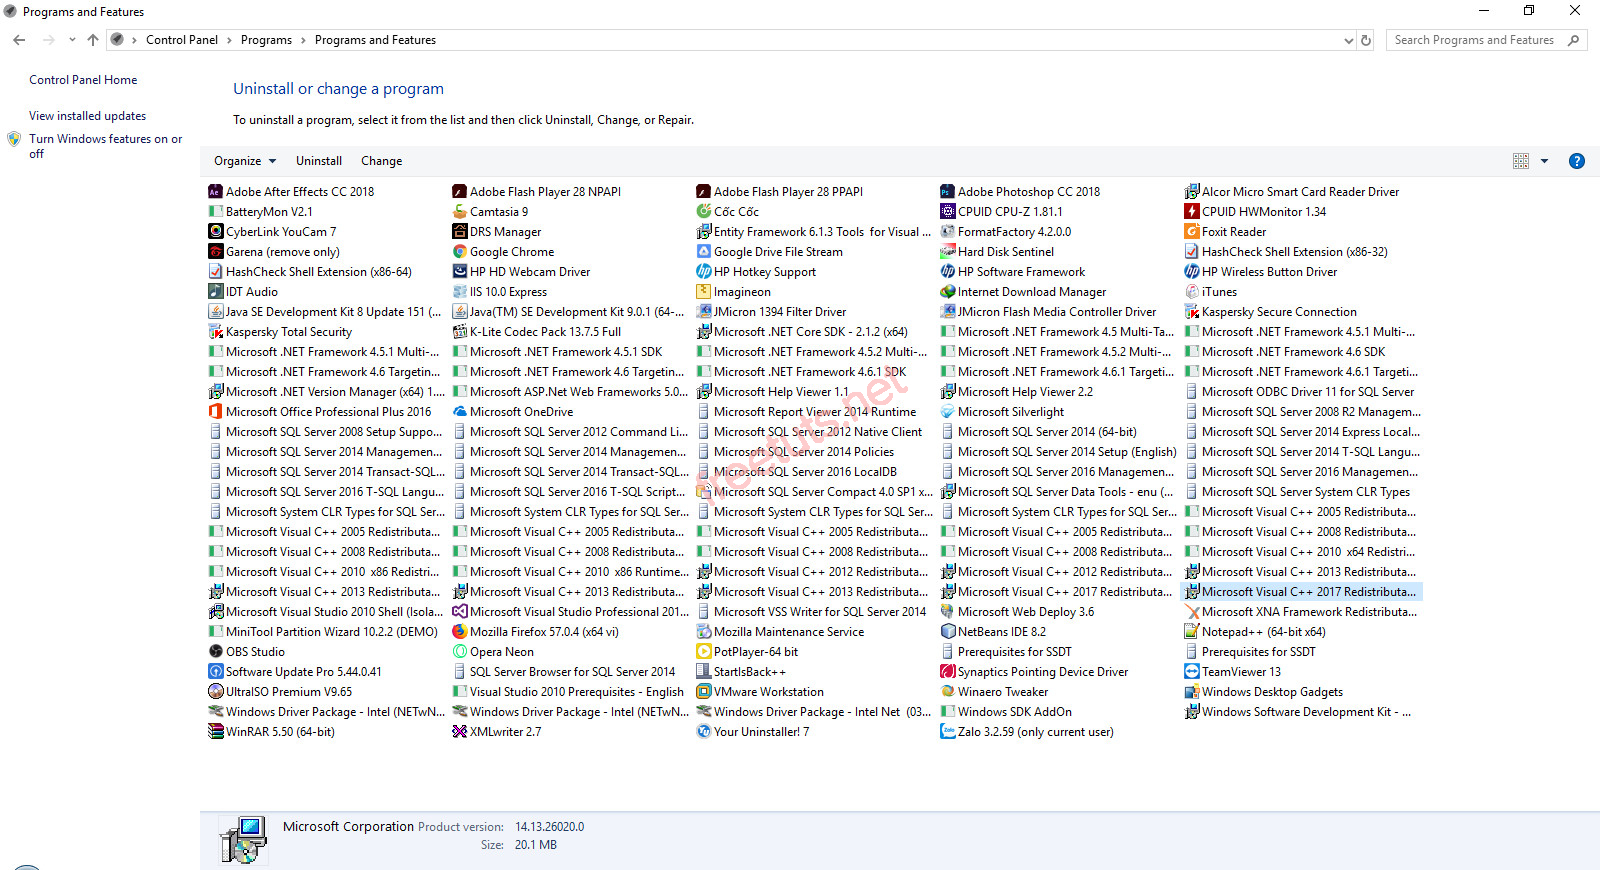 Programs and Features
Control Panel > Programs > Programs and Features
Search Programs and Features
Control Panel Home
View installed updates
Turn Windows features on or
off
Uninstall or change a program
To uninstall a program, select it from the list and then click Uninstall, Change, or Repair.
Organize Uninstall Change
Adobe After Effects CC 2018 Adobe Flash Player 28 NPAPI Adobe Flash Player 28 PPAPI Adobe Photoshop CC 2018 Alcor Micro Smart Card Reader Driver
BatteryMon V2.1 Camtasia 9 Cốc Cốc CPUID CPU-Z 1.81.1 CPUID HWMonitor 1.34
CyberLink YouCam 7 DRS Manager Entity Framework 6.1.3 Tools for Visual ... FormatFactory 4.2.0.0 Foxit Reader
Garena (remove only) Google Chrome Google Drive File Stream Hard Disk Sentinel HashCheck Shell Extension (x86-32)
HashCheck Shell Extension (x86-64) HP HD Webcam Driver HP Hotkey Support HP Software Framework HP Wireless Button Driver
IDT Audio IIS 10.0 Express Imagineon Internet Download Manager iTunes
Java SE Development Kit 8 Update 151 (... Java(TM) SE Development Kit 9.0.1 (64-... JMicron 1394 Filter Driver JMicron Flash Media Controller Driver Kaspersky Secure Connection
Kaspersky Total Security K-Lite Codec Pack 13.7.5 Full Microsoft .NET Core SDK - 2.1.2 (x64) Microsoft .NET Framework 4.5 Multi-Ta... Microsoft .NET Framework 4.5.1 Multi-...
Microsoft .NET Framework 4.5.1 Multi-... Microsoft .NET Framework 4.5.1 SDK Microsoft .NET Framework 4.5.2 Multi-... Microsoft .NET Framework 4.5.2 Multi-... Microsoft .NET Framework 4.6 SDK
Microsoft .NET Framework 4.6 Targetin... Microsoft .NET Framework 4.6 Targetin... Microsoft .NET Framework 4.6.1 SDK Microsoft .NET Framework 4.6.1 Targeti... Microsoft .NET Framework 4.6.1 Targeti...
Microsoft .NET Version Manager (x64) 1.... Microsoft ASP.Net Web Frameworks 5.0... Microsoft Help Viewer 1.1 Microsoft Help Viewer 2.2 Microsoft ODBC Driver 11 for SQL Server
Microsoft Office Professional Plus 2016 Microsoft OneDrive Microsoft Report Viewer 2014 Runtime Microsoft Silverlight Microsoft SQL Server 2008 R2 Managem...
Microsoft SQL Server 2008 Setup Suppo... Microsoft SQL Server 2012 Command Li... Microsoft SQL Server 2012 Native Client Microsoft SQL Server 2014 (64-bit) Microsoft SQL Server 2014 Express Local...
Microsoft SQL Server 2014 Managemen... Microsoft SQL Server 2014 Managemen... Microsoft SQL Server 2014 Policies Microsoft SQL Server 2014 Setup (English) Microsoft SQL Server 2014 T-SQL Langu...
Microsoft SQL Server 2014 Transact-SQL... Microsoft SQL Server 2014 Transact-SQL... Microsoft SQL Server 2016 LocalDB Microsoft SQL Server 2016 Managemen... Microsoft SQL Server 2016 Managemen...
Microsoft SQL Server 2016 T-SQL Langu... Microsoft SQL Server 2016 T-SQL Script... Microsoft SQL Server Compact 4.0 SP1 x... Microsoft SQL Server Data Tools - enu (... Microsoft SQL Server System CLR Types
Microsoft System CLR Types for SQL Ser... Microsoft System CLR Types for SQL Ser... Microsoft System CLR Types for SQL Ser... Microsoft System CLR Types for SQL Ser... Microsoft Visual C++ 2005 Redistributa...
Microsoft Visual C++ 2005 Redistributa... Microsoft Visual C++ 2005 Redistributa... Microsoft Visual C++ 2005 Redistributa... Microsoft Visual C++ 2008 Redistributa... Microsoft Visual C++ 2008 Redistributa...
Microsoft Visual C++ 2008 Redistributa... Microsoft Visual C++ 2008 Redistributa... Microsoft Visual C++ 2008 Redistributa... Microsoft Visual C++ 2008 Redistributa... Microsoft Visual C++ 2010 x64 Redistri...
Microsoft Visual C++ 2010 x86 Redistri... Microsoft Visual C++ 2010 x86 Runtime... Microsoft Visual C++ 2012 Redistributa... Microsoft Visual C++ 2012 Redistributa... Microsoft Visual C++ 2013 Redistributa...
Microsoft Visual C++ 2013 Redistributa... Microsoft Visual C++ 2013 Redistributa... Microsoft Visual C++ 2013 Redistributa... Microsoft Visual C++ 2017 Redistributa... Microsoft Visual C++ 2017 Redistributa...
Microsoft Visual Studio 2010 Shell (Isola... Microsoft Visual Studio Professional 201... Microsoft VSS Writer for SQL Server 2014 Microsoft Web Deploy 3.6 Microsoft XNA Framework Redistributa...
MiniTool Partition Wizard 10.2.2 (DEMO) Mozilla Firefox 57.0.4 (x64 vi) Mozilla Maintenance Service NetBeans IDE 8.2 Notepad++ (64-bit x64)
OBS Studio Opera Neon PotPlayer-64 bit Prerequisites for SSDT Prerequisites for SSDT
Software Update Pro 5.44.0.41 SQL Server Browser for SQL Server 2014 StartIsBack++ Synaptics Pointing Device Driver TeamViewer 13
UltraISO Premium V9.65 Visual Studio 2010 Prerequisites - English VMware Workstation Winaero Tweaker Windows Desktop Gadgets
Windows Driver Package - Intel (NETwN... Windows Driver Package - Intel (NETwN... Windows Driver Package - Intel Net (03... Windows SDK AddOn Windows Software Development Kit - ...
WinRAR 5.50 (64-bit) XMLwriter 2.7 Your Uninstaller! 7 Zalo 3.2.59 (only current user)
freetuts.net
Microsoft Corporation Product version: 14.13.26020.0
Size: 20.1 MB